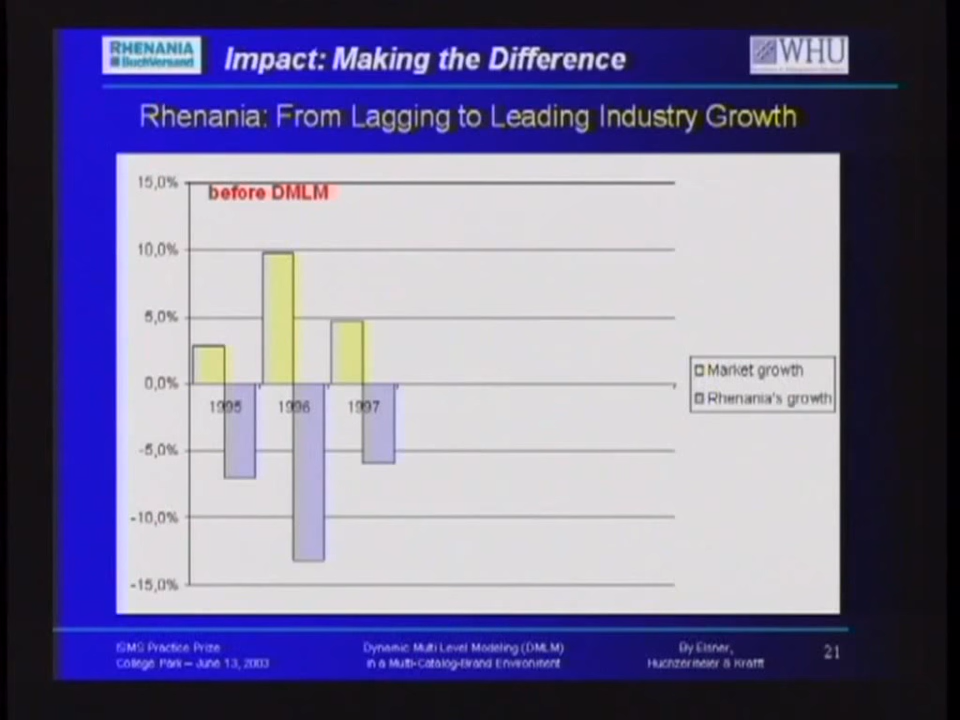 RHENANIA
BuchVersand
Impact: Making the Difference
WHU
Rhenania: From Lagging to Leading Industry Growth
15,0%
before DMLM
10,0%
5,0%
0,0%
1995 1996 1997
-5,0%
-10,0%
-15,0%
Market growth
Rhenania's growth
ISMS Practice Prize
College Park – June 13, 2003
Dynamic Multi Level Modeling (DMLM)
in a Multi-Catalog-Brand Environment
By Elsner,
Huchzermeier & Krafft
21